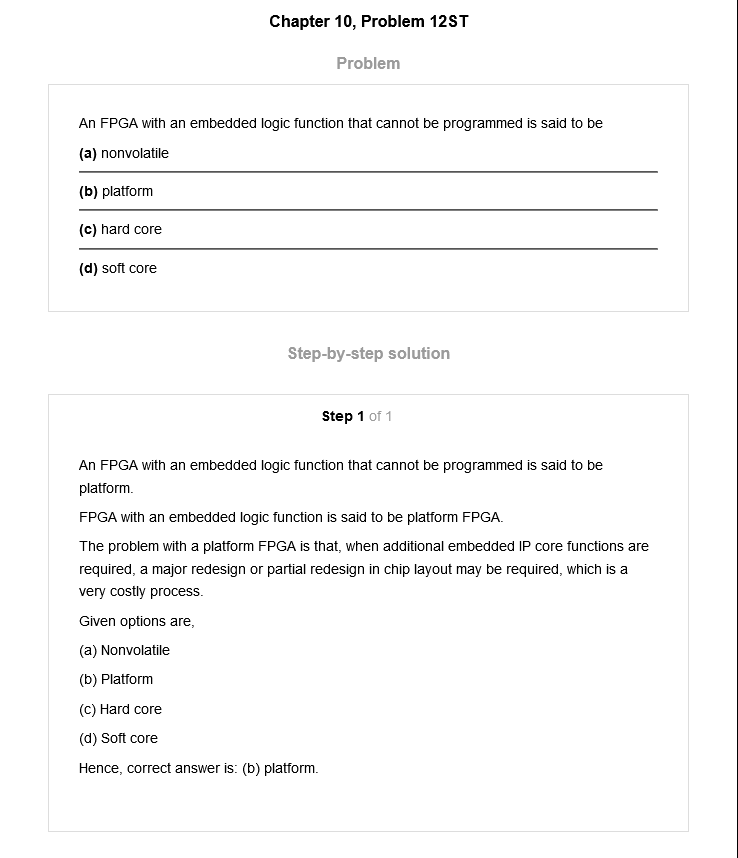 Chapter 10, Problem 12ST
Problem
An FPGA with an embedded logic function that cannot be programmed is said to be
(a) nonvolatile
(b) platform
(c) hard core
(d) soft core
Step-by-step solution
Step 1 of 1
An FPGA with an embedded logic function that cannot be programmed is said to be
platform.
FPGA with an embedded logic function is said to be platform FPGA.
The problem with a platform FPGA is that, when additional embedded IP core functions are
required, a major redesign or partial redesign in chip layout may be required, which is a
very costly process.
Given options are,
(a) Nonvolatile
(b) Platform
(c) Hard core
(d) Soft core
Hence, correct answer is: (b) platform.